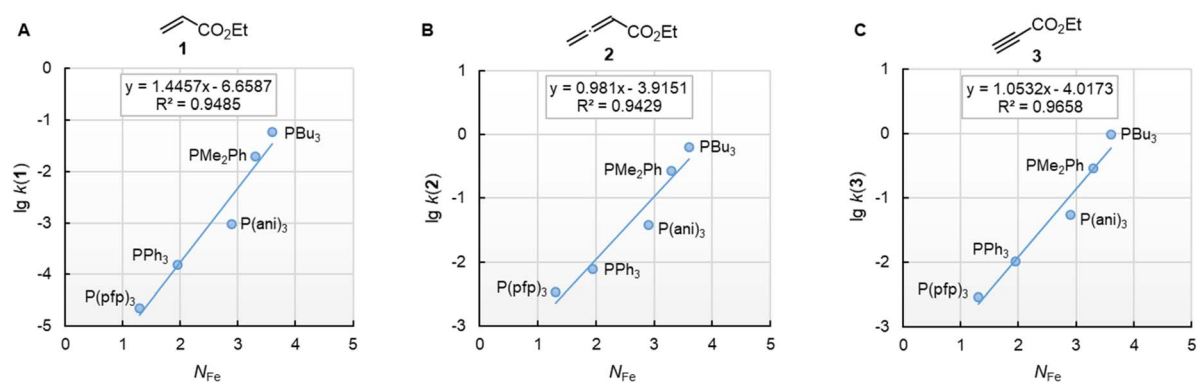 A
CO₂Et
1
y = 1.4457x - 6.6587
R² = 0.9485
0
-1
-2
-3
-4
-5
lg k(1)
PBu₃
PMe₂Ph
P(ani)₃
PPh₃
P(pfp)₃
0 1 2 3 4 5
N_Fe
B
CO₂Et
2
y = 0.981x - 3.9151
R² = 0.9429
1
0
-1
-2
-3
lg k(2)
PBu₃
PMe₂Ph
P(ani)₃
PPh₃
P(pfp)₃
0 1 2 3 4 5
N_Fe
C
CO₂Et
3
y = 1.0532x - 4.0173
R² = 0.9658
1
0
-1
-2
-3
lg k(3)
PBu₃
PMe₂Ph
P(ani)₃
PPh₃
P(pfp)₃
0 1 2 3 4 5
N_Fe